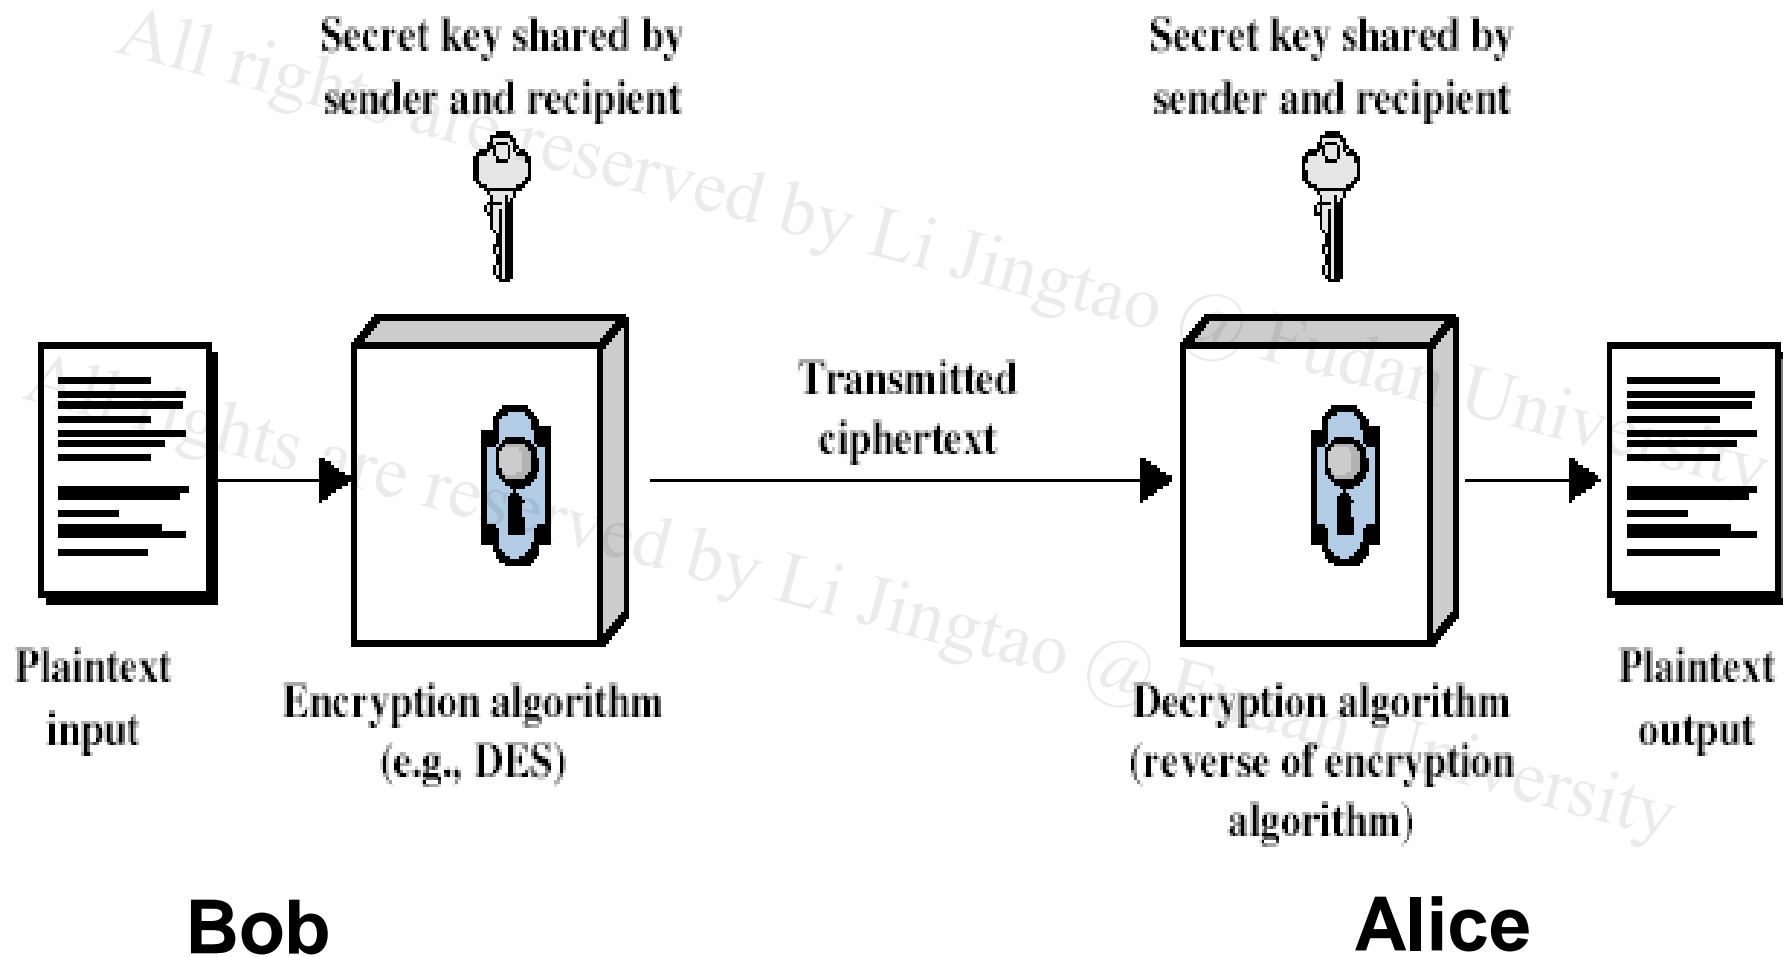 Secret key shared by
sender and recipient
Secret key shared by
sender and recipient
Transmitted
ciphertext
Plaintext
input
Encryption algorithm
(e.g., DES)
Decryption algorithm
(reverse of encryption
algorithm)
Plaintext
output
Bob
Alice
All rights are reserved by Li Jingtao @ Fudan University
All rights are reserved by Li Jingtao @ Fudan University